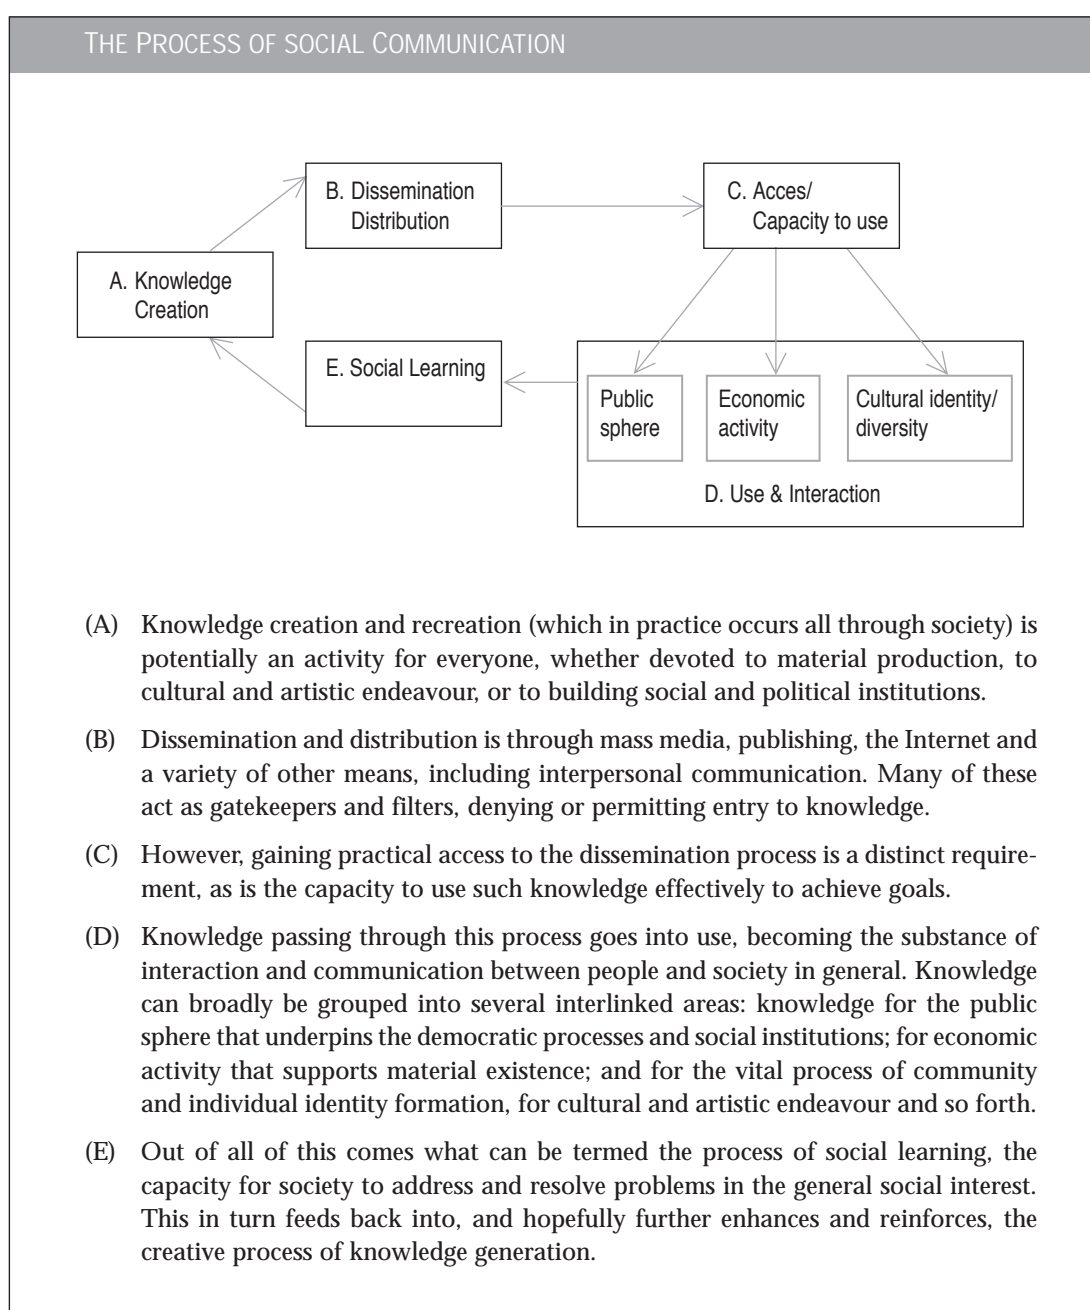 THE PROCESS OF SOCIAL COMMUNICATION
B. Dissemination
Distribution
C. Acces/
Capacity to use
A. Knowledge
Creation
E. Social Learning
Public
sphere
Economic
activity
Cultural identity/
diversity
D. Use & Interaction
(A) Knowledge creation and recreation (which in practice occurs all through society) is
potentially an activity for everyone, whether devoted to material production, to
cultural and artistic endeavour, or to building social and political institutions.
(B) Dissemination and distribution is through mass media, publishing, the Internet and
a variety of other means, including interpersonal communication. Many of these
act as gatekeepers and filters, denying or permitting entry to knowledge.
(C) However, gaining practical access to the dissemination process is a distinct require-
ment, as is the capacity to use such knowledge effectively to achieve goals.
(D) Knowledge passing through this process goes into use, becoming the substance of
interaction and communication between people and society in general. Knowledge
can broadly be grouped into several interlinked areas: knowledge for the public
sphere that underpins the democratic processes and social institutions; for economic
activity that supports material existence; and for the vital process of community
and individual identity formation, for cultural and artistic endeavour and so forth.
(E) Out of all of this comes what can be termed the process of social learning, the
capacity for society to address and resolve problems in the general social interest.
This in turn feeds back into, and hopefully further enhances and reinforces, the
creative process of knowledge generation.